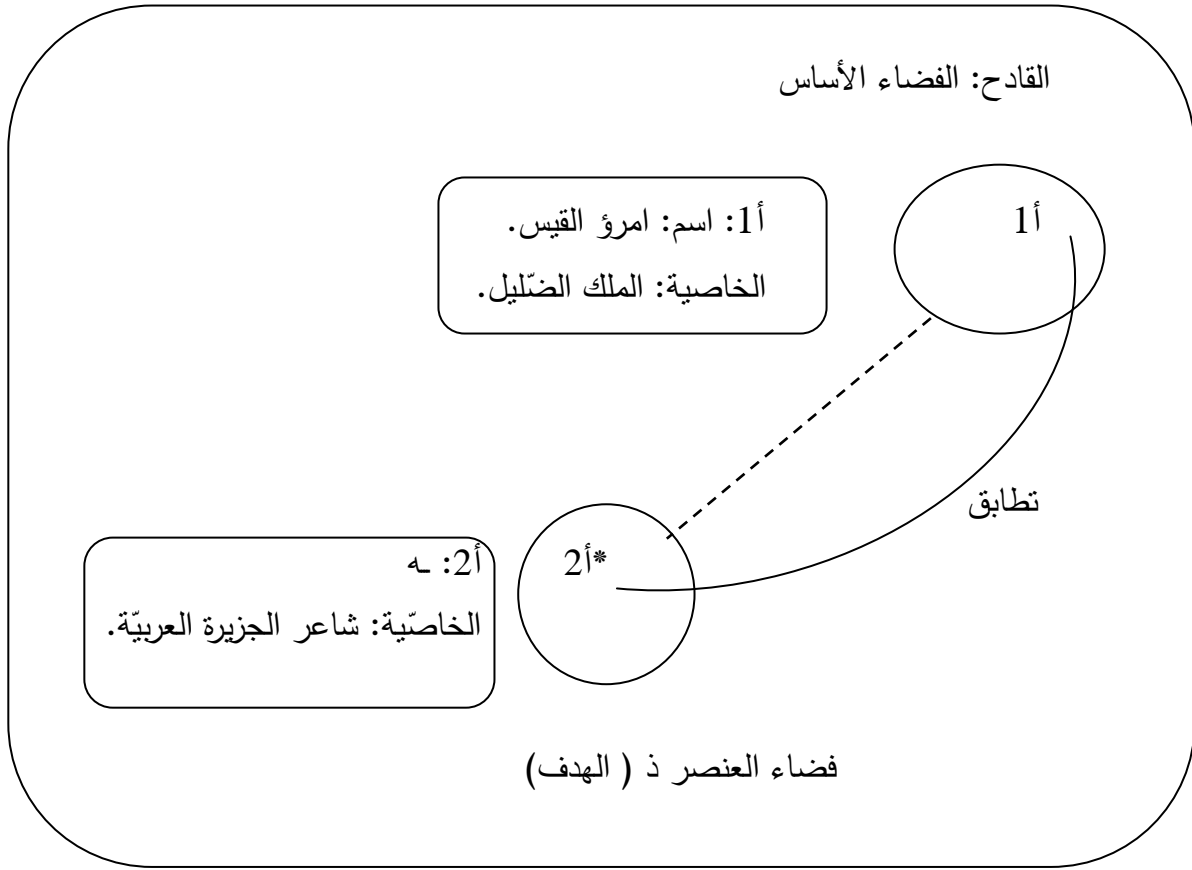 القادح: الفضاء الأساس
أ1
أ1: اسم: امرؤ القيس.
الخاصية: الملك الضّليل.
تطابق
*أ2
أ2: ـه
الخاصّية: شاعر الجزيرة العربيّة.
فضاء العنصر ذ ( الهدف)